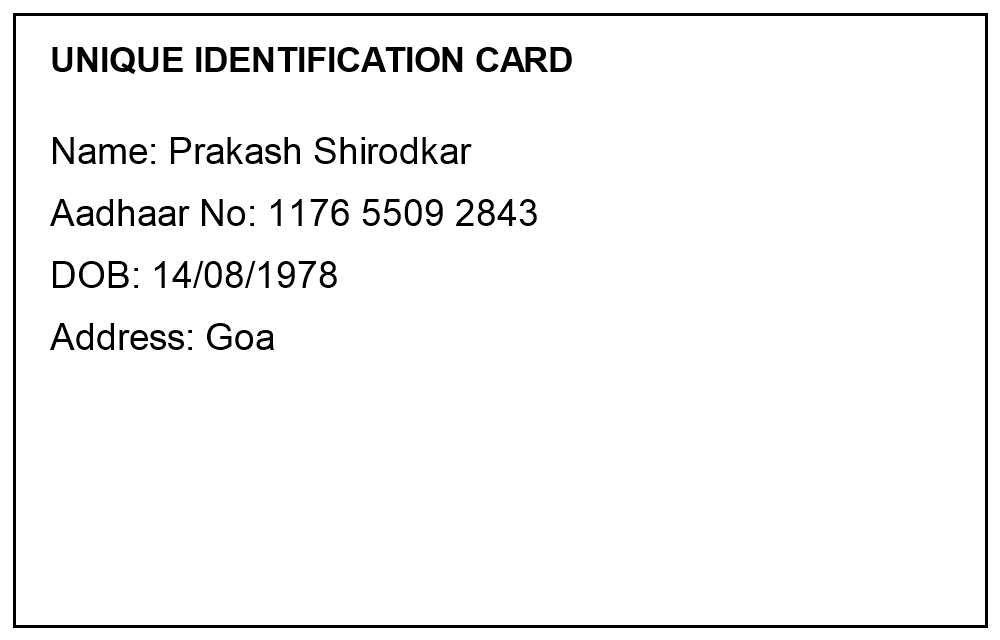 UNIQUE IDENTIFICATION CARD
Name: Prakash Shirodkar
Aadhaar No: 1176 5509 2843
DOB: 14/08/1978
Address: Goa